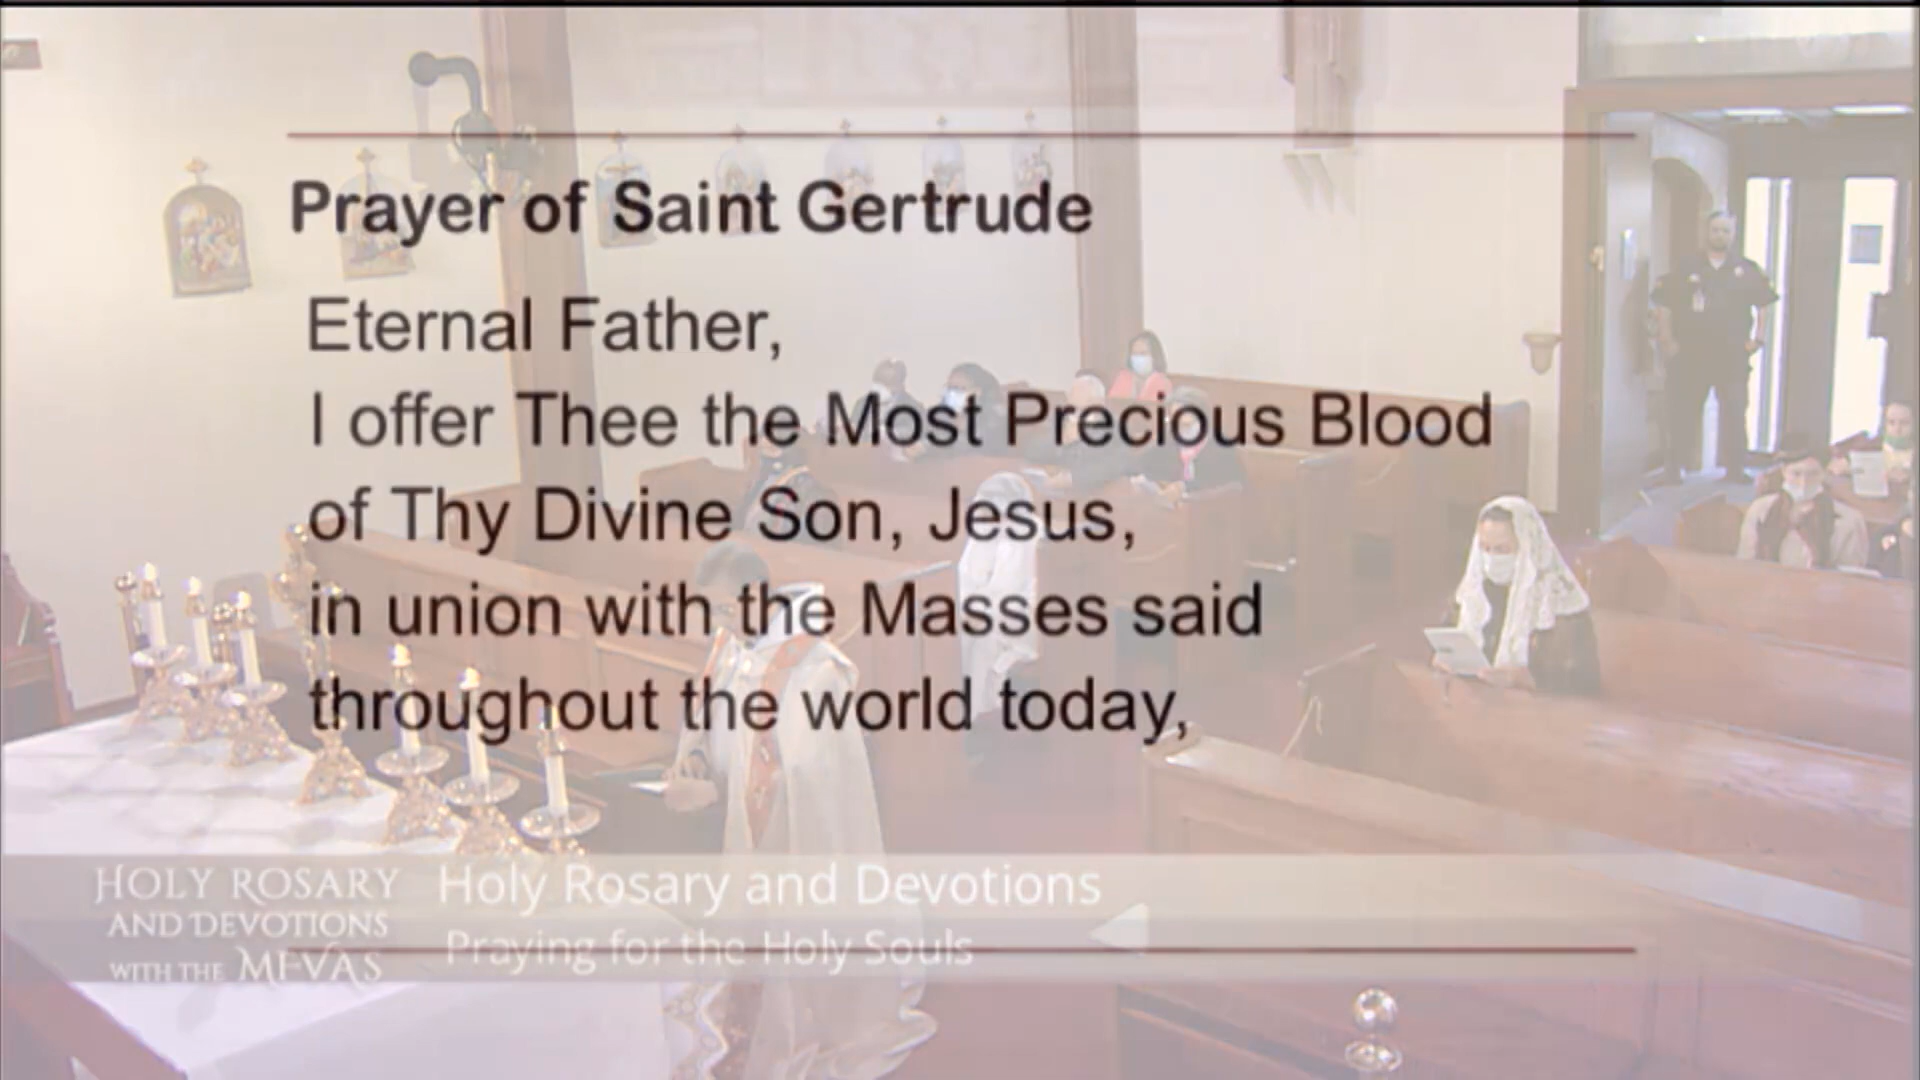 Prayer of Saint Gertrude
Eternal Father,
I offer Thee the Most Precious Blood
of Thy Divine Son, Jesus,
in union with the Masses said
throughout the world today,
HOLY ROSARY
AND DEVOTIONS
WITH THE MFVAS
Holy Rosary and Devotions
Praying for the Holy Souls